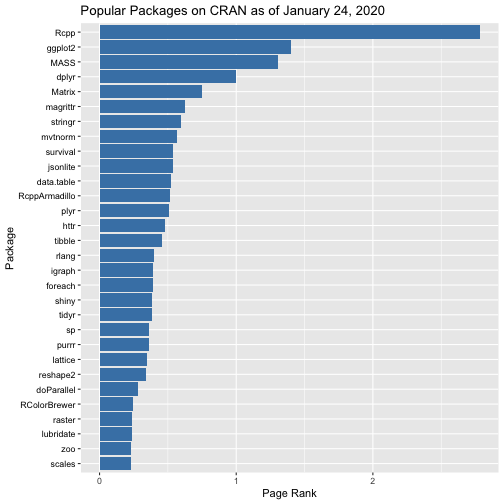 Popular Packages on CRAN as of January 24, 2020
Package
Rcpp
ggplot2
MASS
dplyr
Matrix
magrittr
stringr
mvtnorm
survival
jsonlite
data.table
RcppArmadillo
plyr
httr
tibble
rlang
igraph
foreach
shiny
tidyr
sp
purrr
lattice
reshape2
doParallel
RColorBrewer
raster
lubridate
zoo
scales
0 1 2
Page Rank